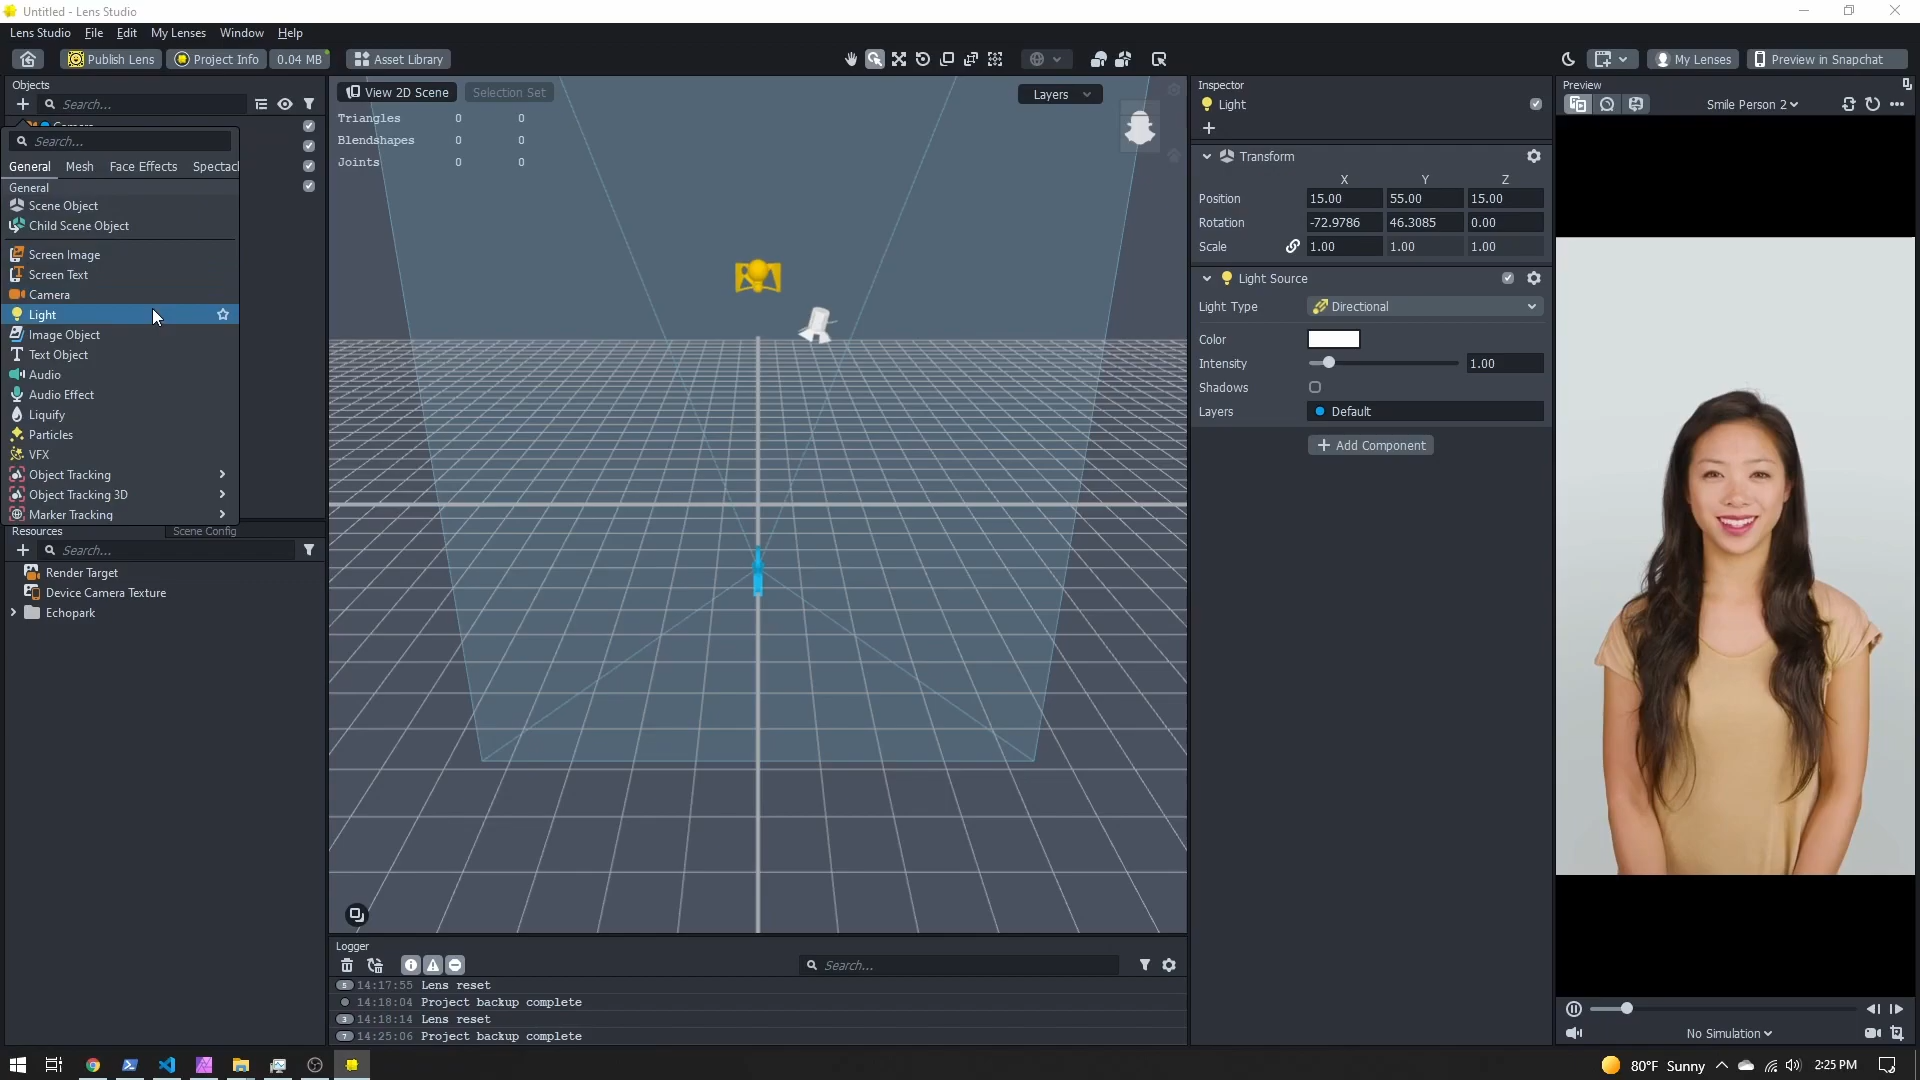 Untitled - Lens Studio
Lens Studio File Edit My Lenses Window Help
Publish Lens Project Info 0.04 MB Asset Library My Lenses Preview in Snapchat
Objects
Search...
Camera
Search...
General Mesh Face Effects Spectacl
General
Scene Object
Child Scene Object
Screen Image
Screen Text
Camera
Light
Image Object
Text Object
Audio
Audio Effect
Liquify
Particles
VFX
Object Tracking
Object Tracking 3D
Marker Tracking
Resources Scene Config
Search...
Render Target
Device Camera Texture
Echopark
View 2D Scene Selection Set Layers
Triangles 0 0
Blendshapes 0 0
Joints 0 0
Logger
Search...
5 14:17:55 Lens reset
14:18:04 Project backup complete
3 14:18:14 Lens reset
7 14:25:06 Project backup complete
Inspector
Light
Transform
X Y Z
Position 15.00 55.00 15.00
Rotation -72.9786 46.3085 0.00
Scale 1.00 1.00 1.00
Light Source
Light Type Directional
Color
Intensity 1.00
Shadows
Layers Default
+ Add Component
Preview
Smile Person 2
No Simulation
80°F Sunny 2:25 PM